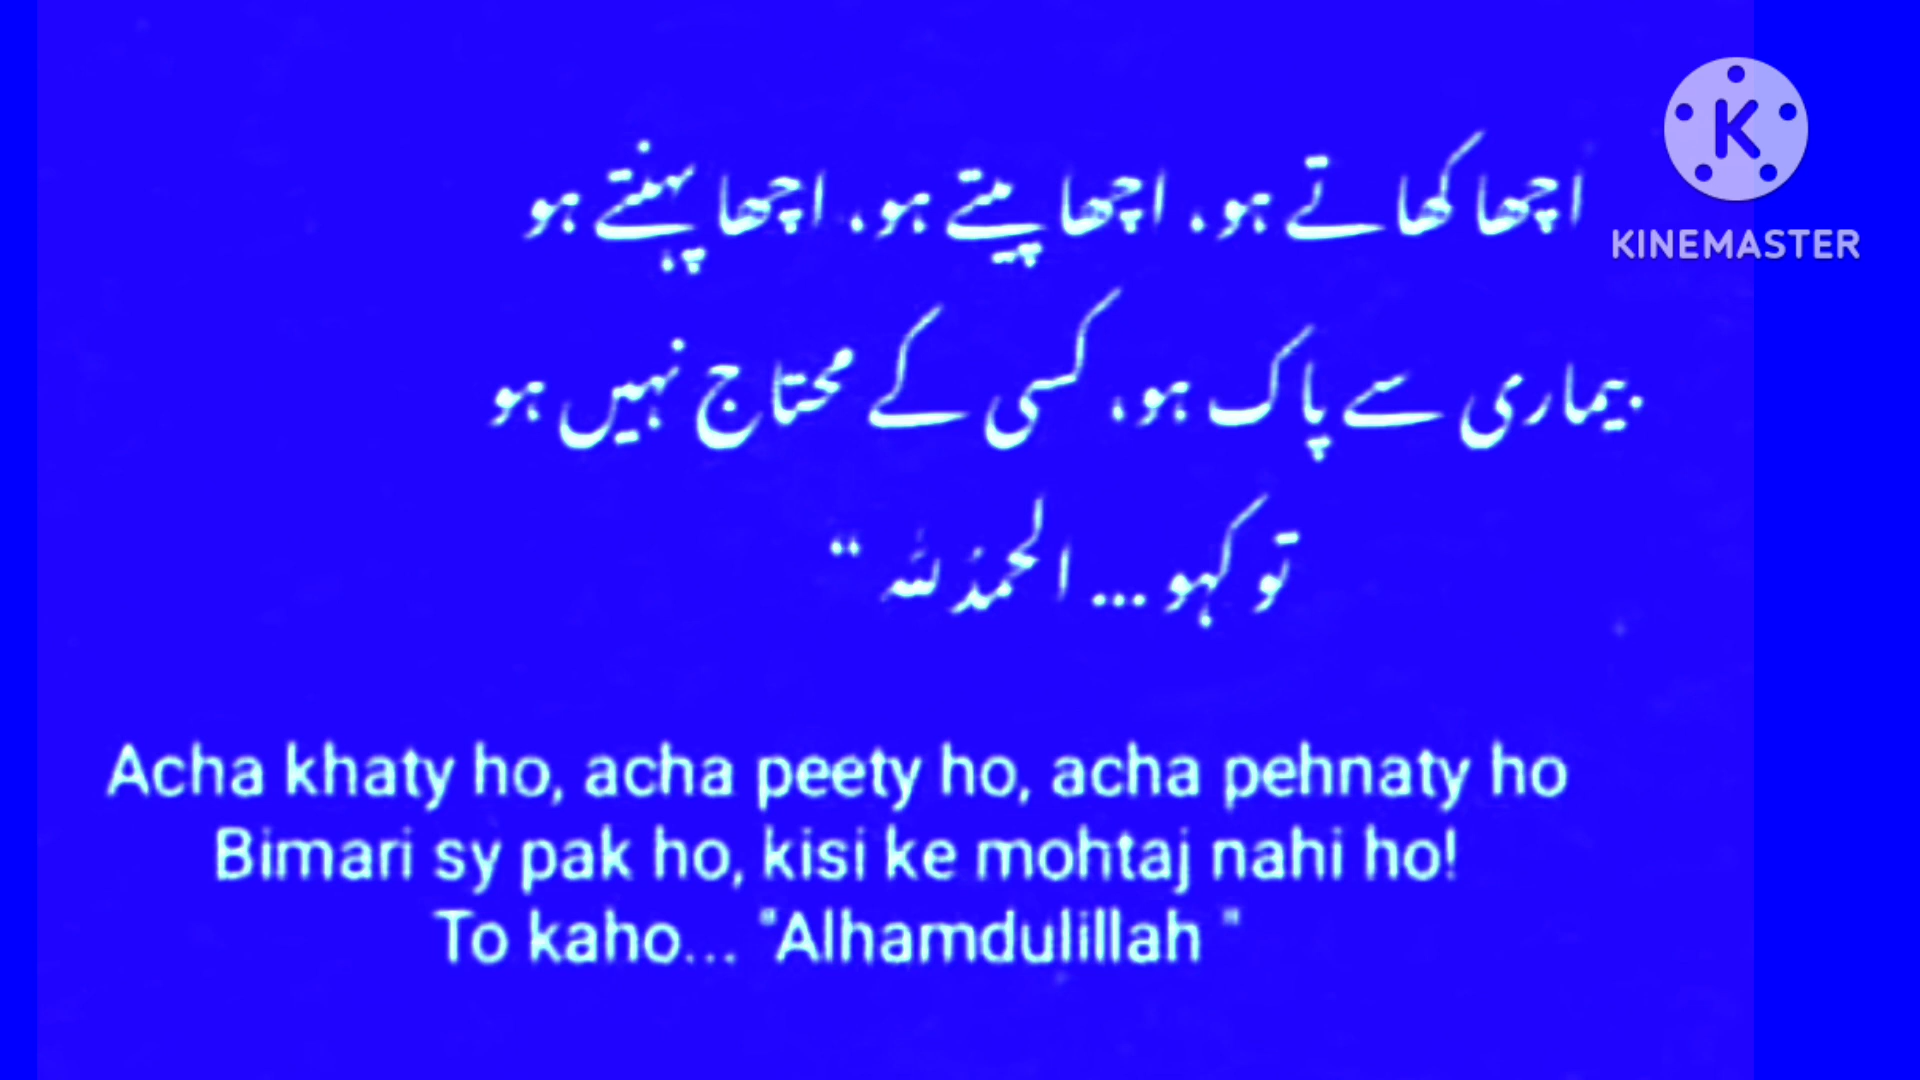 اچھا کھاتے ہو، اچھا پیتے ہو، اچھا پہنتے ہو
بیماری سے پاک ہو، کسی کے محتاج نہیں ہو
تو کہو ... الحمدُللہ "
Acha khaty ho, acha peety ho, acha pehnaty ho
Bimari sy pak ho, kisi ke mohtaj nahi ho!
To kaho... "Alhamdulillah "
K
KINEMASTER